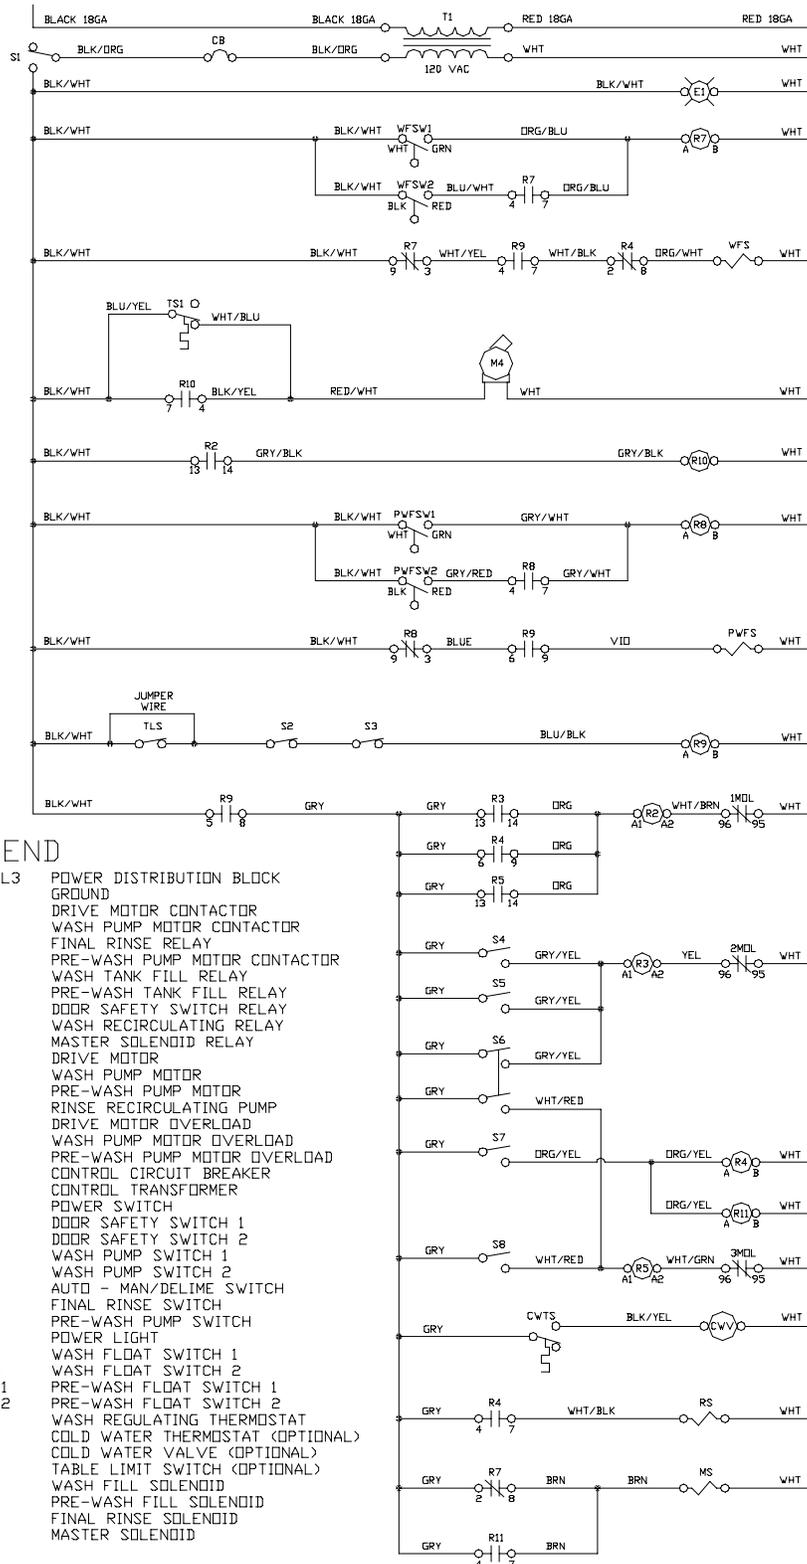 BLACK 18GA BLACK 18GA T1 RED 18GA RED 18GA
S1 BLK/ORG CB BLK/ORG WHT WHT
120 VAC
BLK/WHT BLK/WHT E1 WHT
BLK/WHT BLK/WHT WFSW1 ORG/BLU R7 WHT
WHT GRN A B
BLK/WHT WFSW2 BLU/WHT R7 ORG/BLU
BLK RED 4 7
BLK/WHT BLK/WHT R7 WHT/YEL R9 WHT/BLK R4 ORG/WHT WFS WHT
9 3 4 7 2 8
BLU/YEL TS1 WHT/BLU
M4
BLK/WHT R10 BLK/YEL RED/WHT WHT WHT
7 4
BLK/WHT R2 GRY/BLK GRY/BLK R10 WHT
13 14
BLK/WHT BLK/WHT PWFSW1 GRY/WHT R8 WHT
WHT GRN A B
BLK/WHT PWFSW2 GRY/RED R8 GRY/WHT
BLK RED 4 7
BLK/WHT BLK/WHT R8 BLUE R9 VIO PWFS WHT
9 3 6 9
JUMPER
WIRE
BLK/WHT TLS S2 S3 BLU/BLK R9 WHT
A B
BLK/WHT R9 GRY GRY R3 ORG R2 WHT/BRN 1MOL WHT
5 8 13 14 A1 A2 96 95
GRY R4 ORG
6 9
GRY R5 ORG
13 14
GRY S4 GRY/YEL R3 YEL 2MOL WHT
A1 A2 96 95
GRY S5 GRY/YEL
GRY S6 GRY/YEL
GRY WHT/RED
GRY S7 ORG/YEL ORG/YEL R4 WHT
A B
ORG/YEL R11 WHT
A B
GRY S8 WHT/RED R5 WHT/GRN 3MOL WHT
A1 A2 96 95
GRY CWTS BLK/YEL CWV WHT
GRY R4 WHT/BLK RS WHT
4 7
GRY R7 BRN BRN MS WHT
2 8
GRY R11 BRN
END
L3 POWER DISTRIBUTION BLOCK
GROUND
DRIVE MOTOR CONTACTOR
WASH PUMP MOTOR CONTACTOR
FINAL RINSE RELAY
PRE-WASH PUMP MOTOR CONTACTOR
WASH TANK FILL RELAY
PRE-WASH TANK FILL RELAY
DOOR SAFETY SWITCH RELAY
WASH RECIRCULATING RELAY
MASTER SOLENOID RELAY
DRIVE MOTOR
WASH PUMP MOTOR
PRE-WASH PUMP MOTOR
RINSE RECIRCULATING PUMP
DRIVE MOTOR OVERLOAD
WASH PUMP MOTOR OVERLOAD
PRE-WASH PUMP MOTOR OVERLOAD
CONTROL CIRCUIT BREAKER
CONTROL TRANSFORMER
POWER SWITCH
DOOR SAFETY SWITCH 1
DOOR SAFETY SWITCH 2
WASH PUMP SWITCH 1
WASH PUMP SWITCH 2
AUTO - MAN/DELIME SWITCH
FINAL RINSE SWITCH
PRE-WASH PUMP SWITCH
POWER LIGHT
WASH FLOAT SWITCH 1
WASH FLOAT SWITCH 2
1 PRE-WASH FLOAT SWITCH 1
2 PRE-WASH FLOAT SWITCH 2
WASH REGULATING THERMOSTAT
COLD WATER THERMOSTAT (OPTIONAL)
COLD WATER VALVE (OPTIONAL)
TABLE LIMIT SWITCH (OPTIONAL)
WASH FILL SOLENOID
PRE-WASH FILL SOLENOID
FINAL RINSE SOLENOID
MASTER SOLENOID